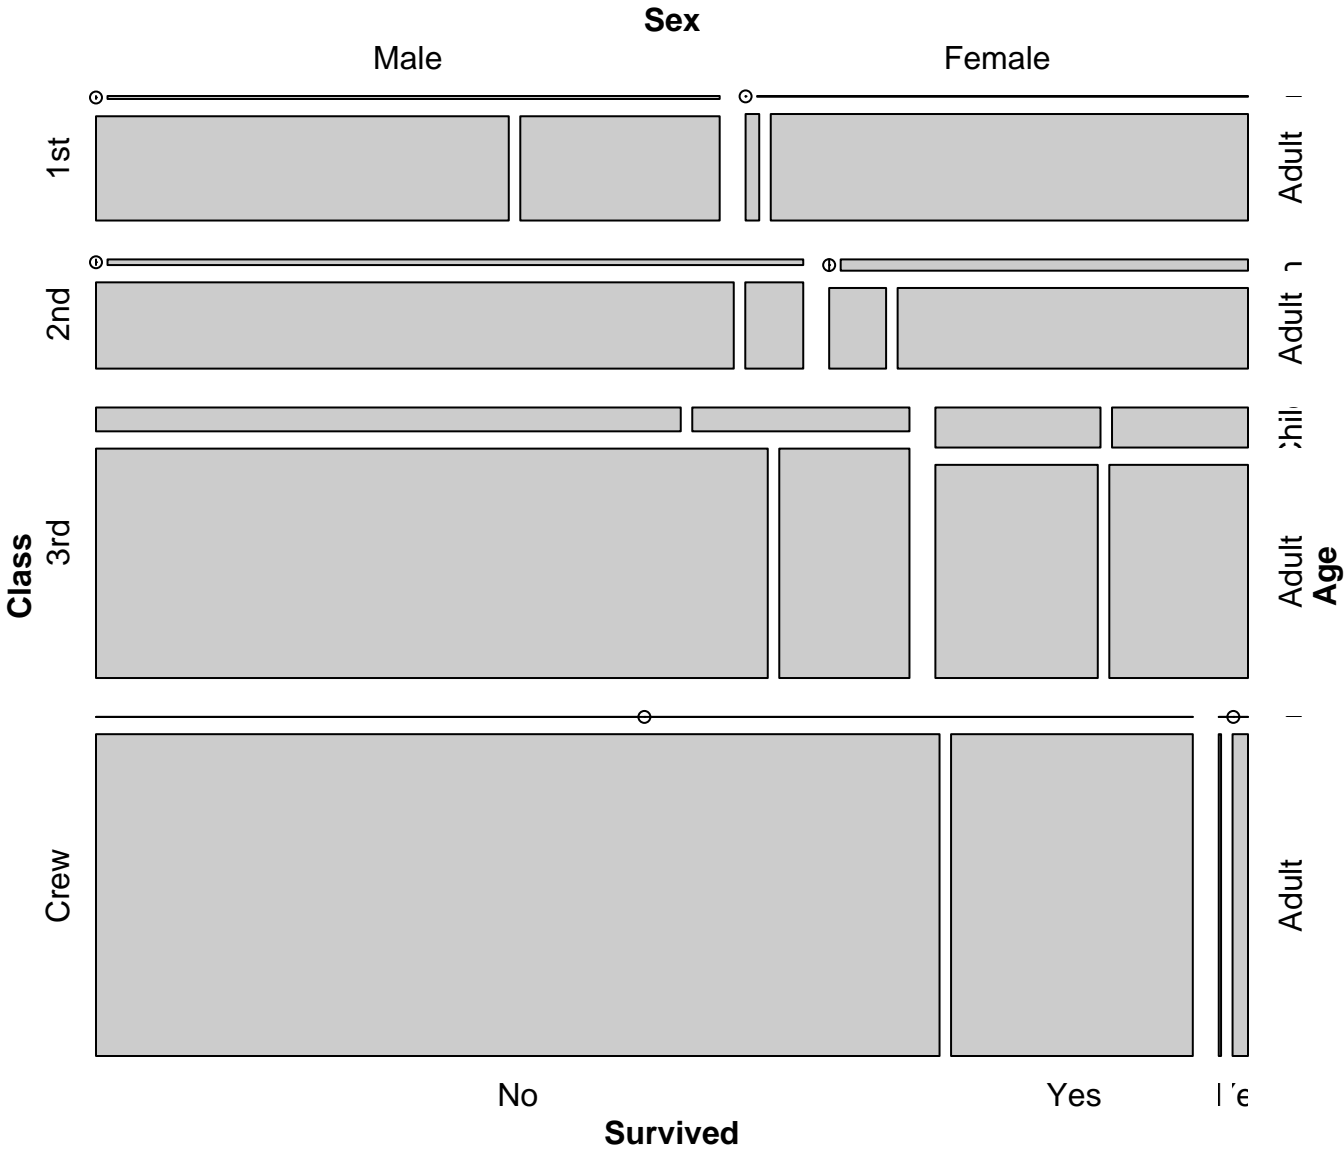 Sex
Male Female
1st Adult
2nd Adult
3rd Adult
Class Age
Crew Adult
No Yes
Survived